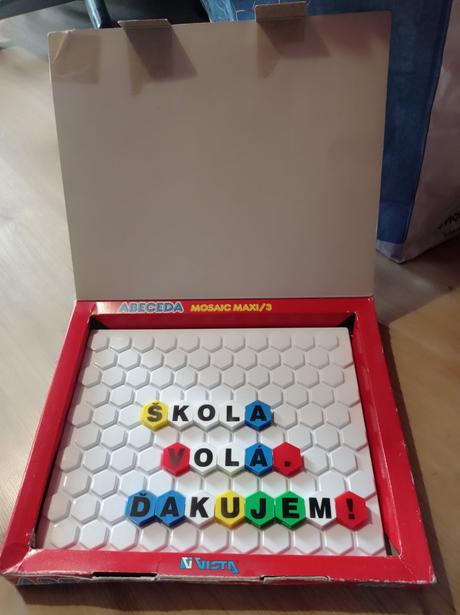 ABECEDA MOSAIC MAXI/3
ŠKOLA
VOLÁ.
ĎAKUJEM!
VISTA